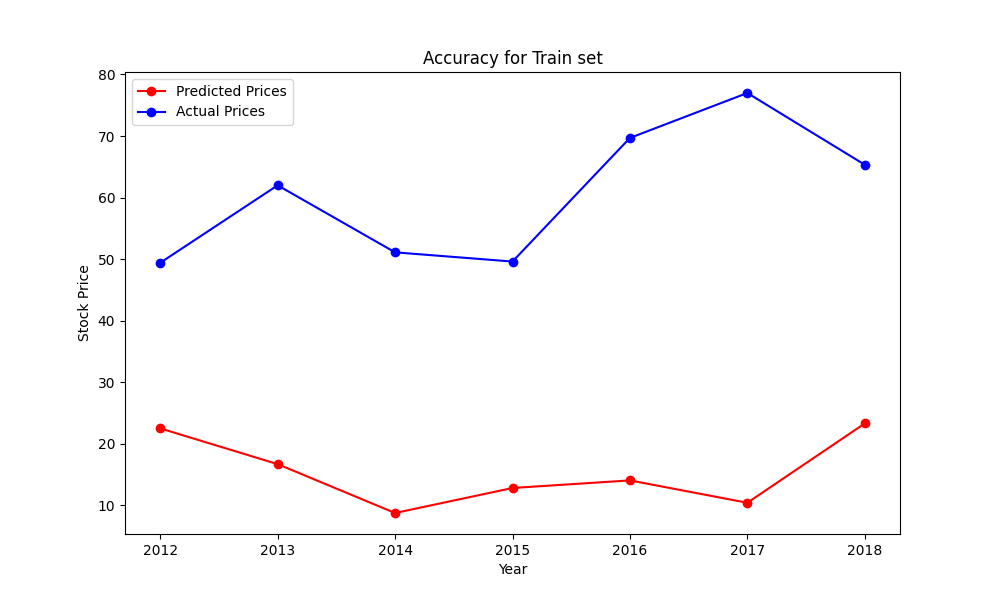 Accuracy for Train set
Predicted Prices
Actual Prices
80
70
60
50
40
30
20
10
Stock Price
2012 2013 2014 2015 2016 2017 2018
Year